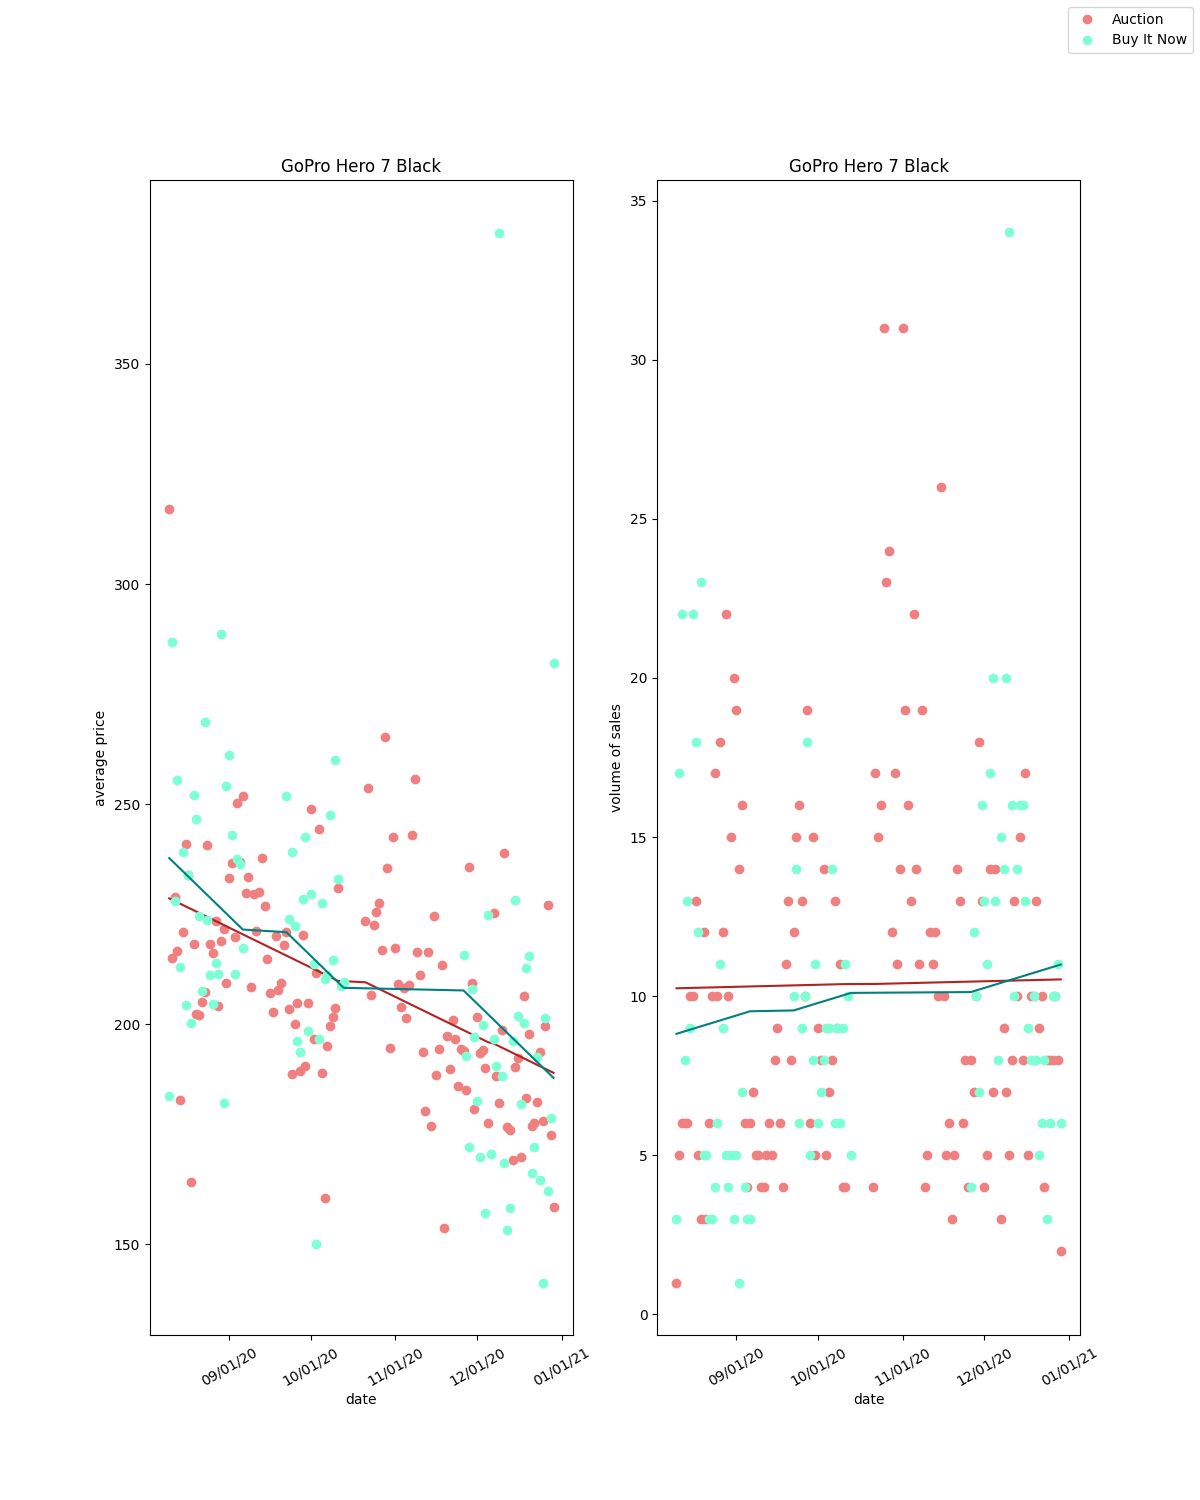 Auction
Buy It Now
GoPro Hero 7 Black
350
300
250
200
150
average price
09/01/20
10/01/20
11/01/20
12/01/20
01/01/21
date
GoPro Hero 7 Black
35
30
25
20
15
10
5
0
volume of sales
09/01/20
10/01/20
11/01/20
12/01/20
01/01/21
date